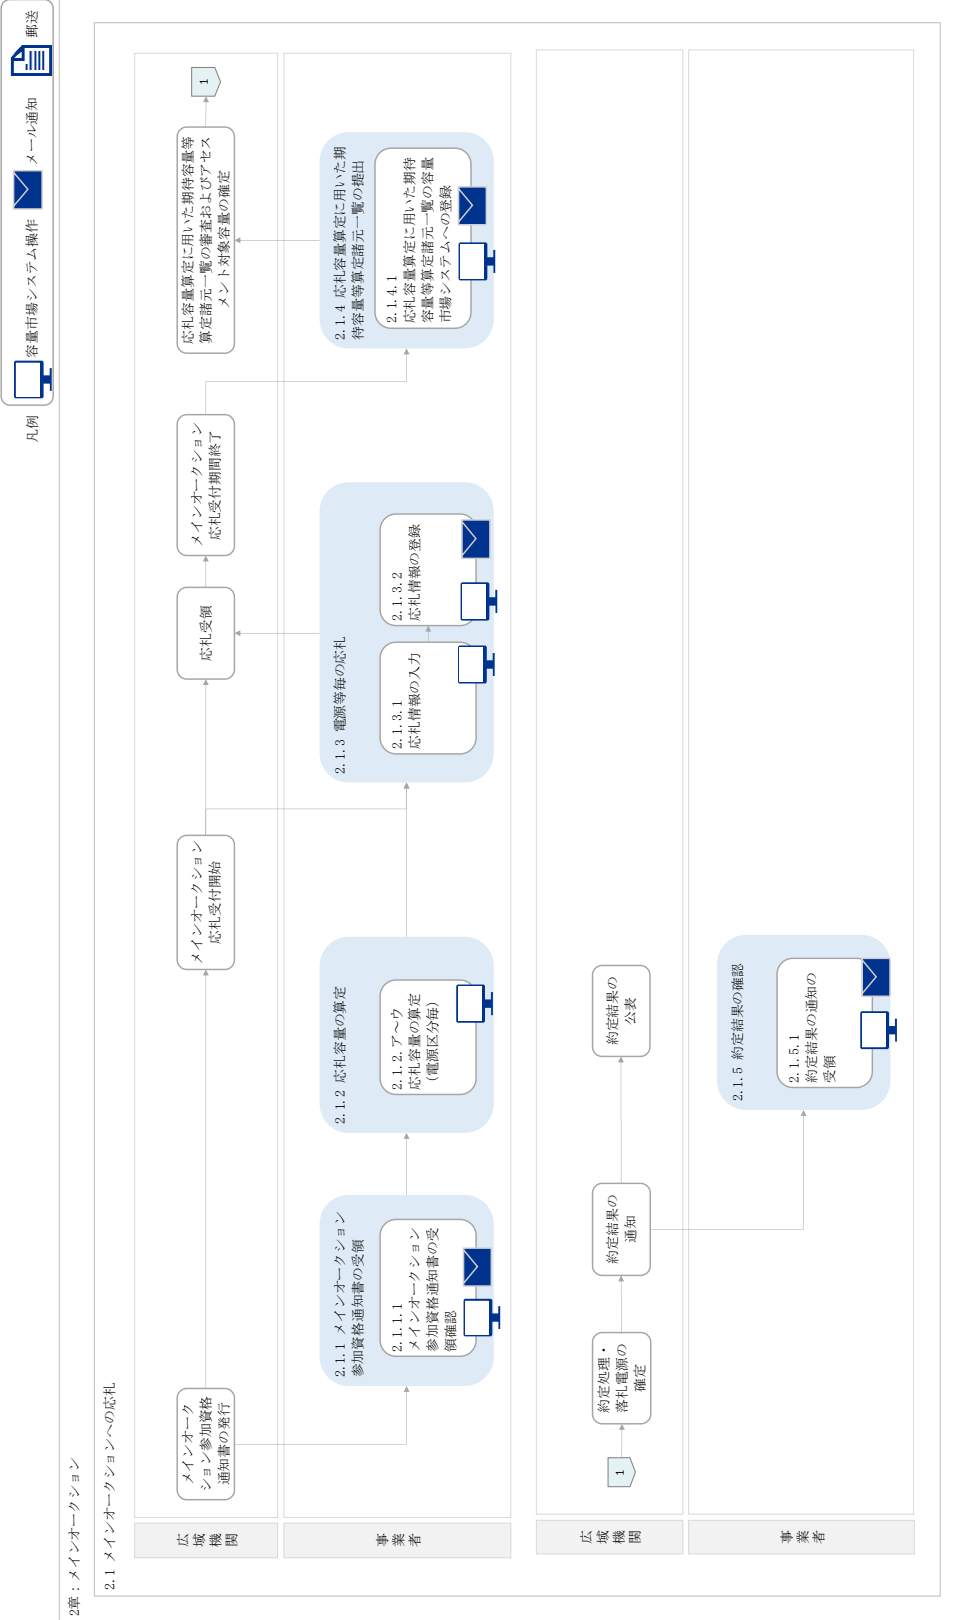 2章：メインオークション
凡例
容量市場システム操作
メール通知
郵送
2.1 メインオークションへの応札
広域機関
メインオーク
ション参加資格
通知書の発行
メインオークション
応札受付開始
応札受領
メインオークション
応札受付期間終了
応札容量算定に用いた期待容量等
算定諸元一覧の審査およびアセス
メント対象容量の確定
1
事業者
2.1.1 メインオークション
参加資格通知書の受領
2.1.1.1
メインオークション
参加資格通知書の受
領確認
2.1.2 応札容量の算定
2.1.2.ア～ウ
応札容量の算定
（電源区分毎）
2.1.3 電源等毎の応札
2.1.3.1
応札情報の入力
2.1.3.2
応札情報の登録
2.1.4 応札容量算定に用いた期
待容量等算定諸元一覧の提出
2.1.4.1
応札容量算定に用いた期待
容量等算定諸元一覧の容量
市場システムへの登録
広域機関
1
約定処理・
落札電源の
確定
約定結果の
通知
約定結果の
公表
事業者
2.1.5 約定結果の確認
2.1.5.1
約定結果の通知の
受領